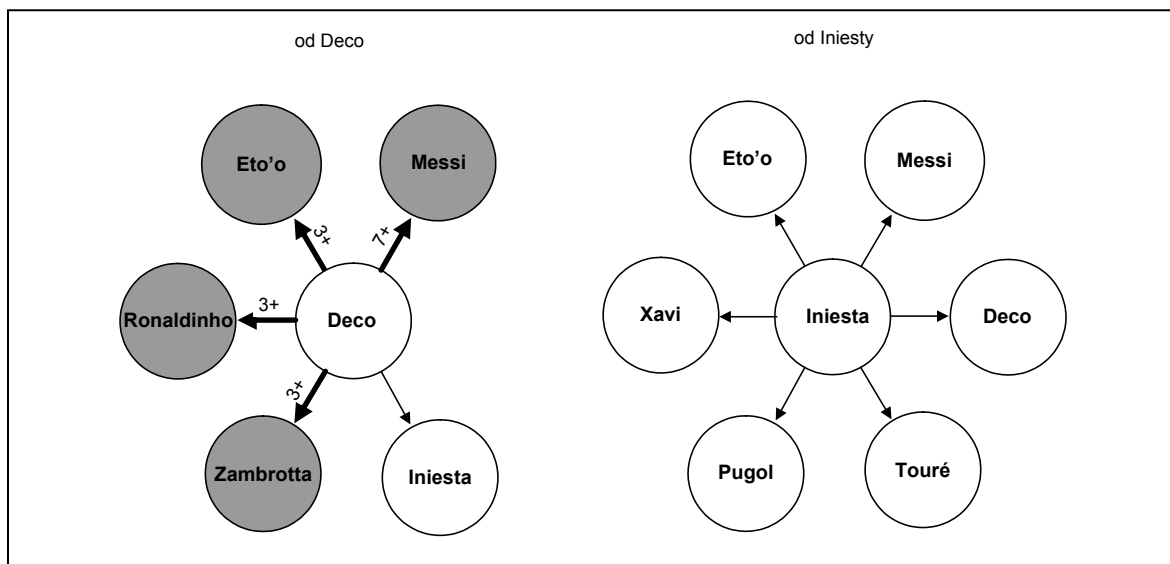 od Deco
od Iniesty
Eto'o
Messi
3+
7+
Ronaldinho
3+
Deco
3+
Zambrotta
Iniesta
Eto'o
Messi
Xavi
Iniesta
Deco
Pugol
Touré